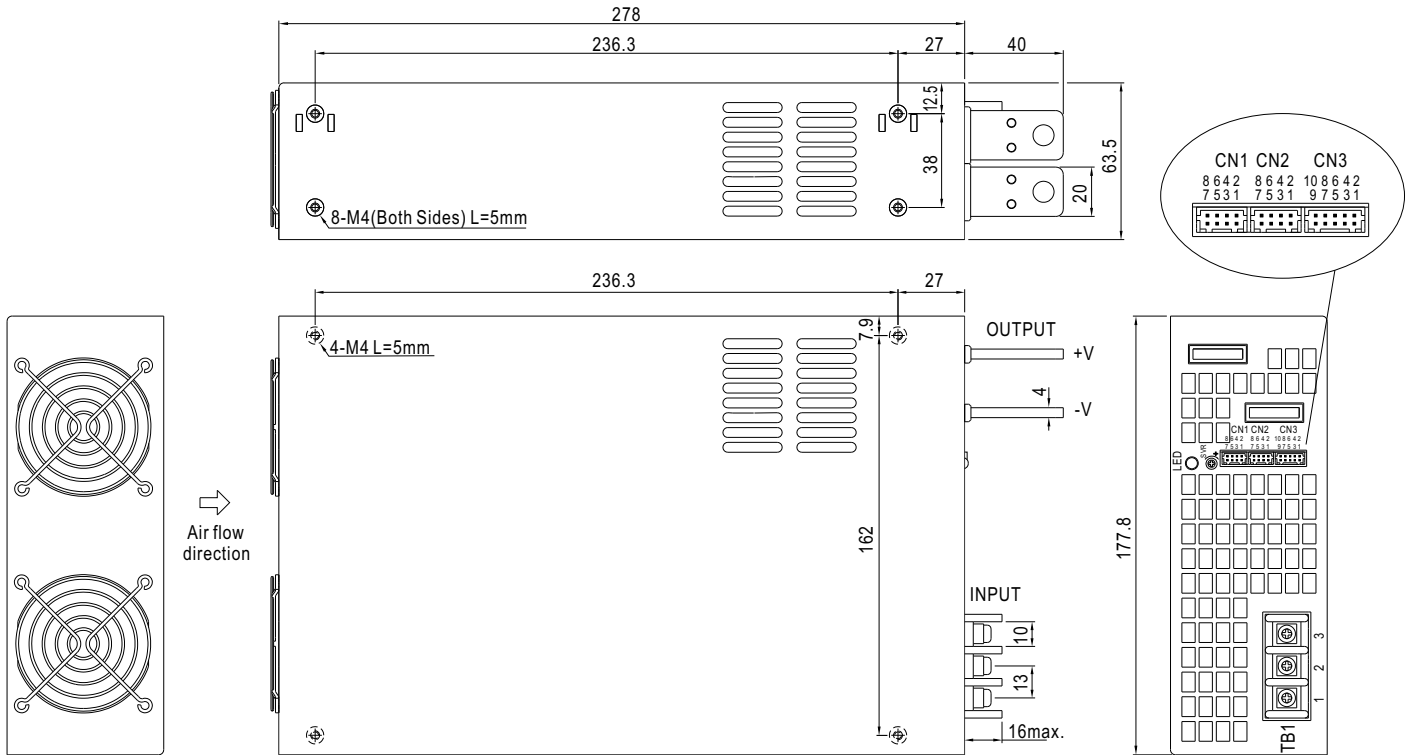 278
236.3
27
40
12.5
38
63.5
20
8-M4(Both Sides) L=5mm
CN1 CN2 CN3
8 6 4 2 8 6 4 2 10 8 6 4 2
7 5 3 1 7 5 3 1 9 7 5 3 1
236.3
27
7.9
4-M4 L=5mm
OUTPUT
+V
4
-V
Air flow
direction
162
INPUT
10
13
16max.
177.8
CN1 CN2 CN3
8 6 4 2 8 6 4 2 10 8 6 4 2
7 5 3 1 7 5 3 1 9 7 5 3 1
LED
SVR
+
3
2
1
TB1